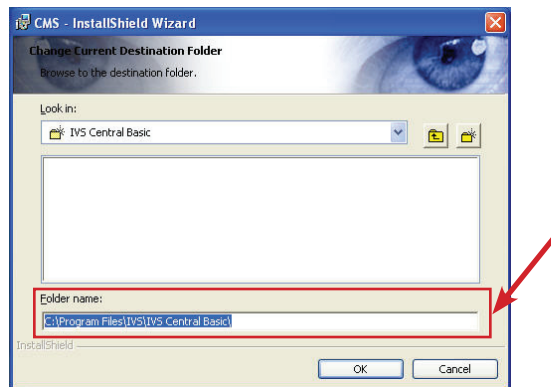 CMS - InstallShield Wizard
Change Current Destination Folder
Browse to the destination folder.
Look in:
IVS Central Basic
Folder name:
C:\Program Files\IVS\IVS Central Basic\
InstallShield
OK Cancel